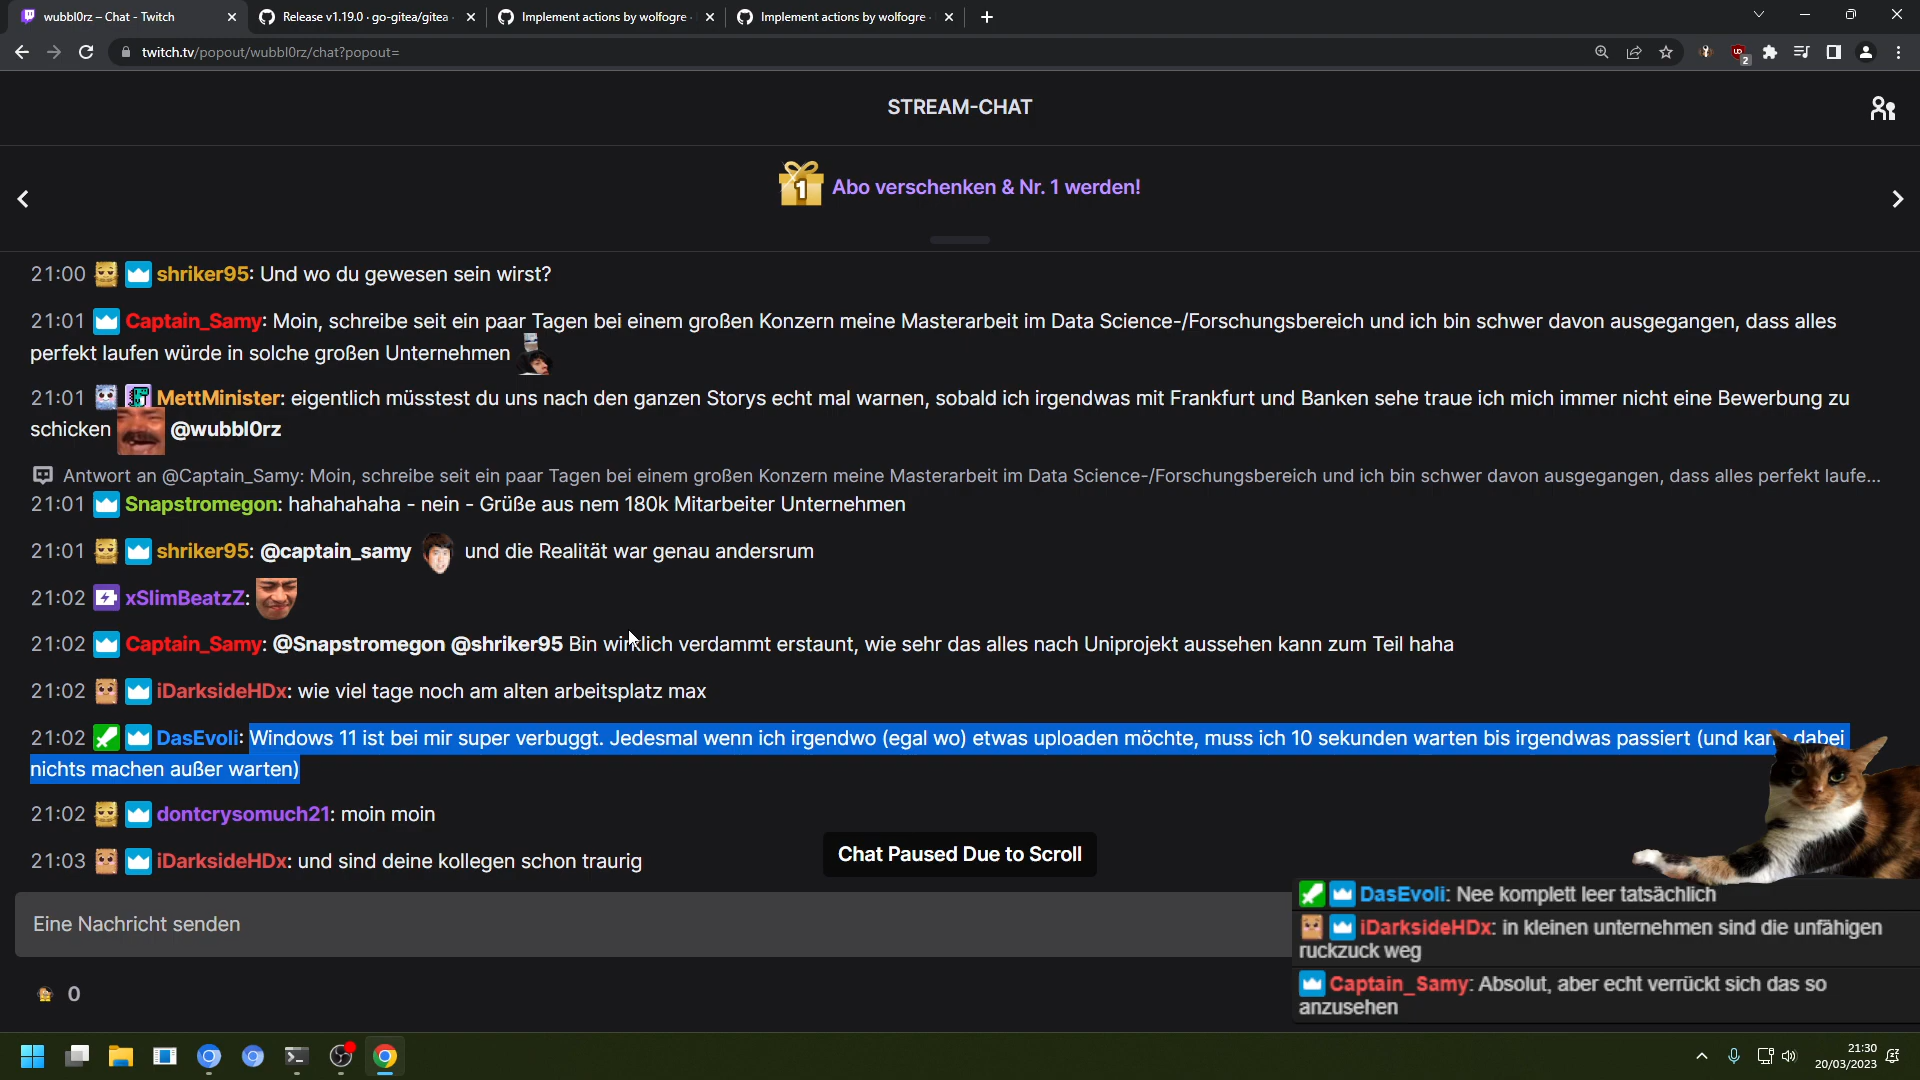 wubbl0rz – Chat - Twitch
Release v1.19.0 · go-gitea/gitea ·
Implement actions by wolfogre ·
Implement actions by wolfogre ·
twitch.tv/popout/wubbl0rz/chat?popout=
2
STREAM-CHAT
1
Abo verschenken & Nr. 1 werden!
21:00 shriker95: Und wo du gewesen sein wirst?
21:01 Captain_Samy: Moin, schreibe seit ein paar Tagen bei einem großen Konzern meine Masterarbeit im Data Science-/Forschungsbereich und ich bin schwer davon ausgegangen, dass alles
perfekt laufen würde in solche großen Unternehmen
21:01 MettMinister: eigentlich müsstest du uns nach den ganzen Storys echt mal warnen, sobald ich irgendwas mit Frankfurt und Banken sehe traue ich mich immer nicht eine Bewerbung zu
schicken @wubbl0rz
Antwort an @Captain_Samy: Moin, schreibe seit ein paar Tagen bei einem großen Konzern meine Masterarbeit im Data Science-/Forschungsbereich und ich bin schwer davon ausgegangen, dass alles perfekt laufe...
21:01 Snapstromegon: hahahahaha - nein - Grüße aus nem 180k Mitarbeiter Unternehmen
21:01 shriker95: @captain_samy und die Realität war genau andersrum
21:02 xSlimBeatzZ:
21:02 Captain_Samy: @Snapstromegon @shriker95 Bin wirklich verdammt erstaunt, wie sehr das alles nach Uniprojekt aussehen kann zum Teil haha
21:02 iDarksideHDx: wie viel tage noch am alten arbeitsplatz max
21:02 DasEvoli: Windows 11 ist bei mir super verbuggt. Jedesmal wenn ich irgendwo (egal wo) etwas uploaden möchte, muss ich 10 sekunden warten bis irgendwas passiert (und kann dabei
nichts machen außer warten)
21:02 dontcrysomuch21: moin moin
21:03 iDarksideHDx: und sind deine kollegen schon traurig
Chat Paused Due to Scroll
Eine Nachricht senden
0
DasEvoli: Nee komplett leer tatsächlich
iDarksideHDx: in kleinen unternehmen sind die unfähigen
ruckzuck weg
Captain_Samy: Absolut, aber echt verrückt sich das so
anzusehen
21:30
20/03/2023